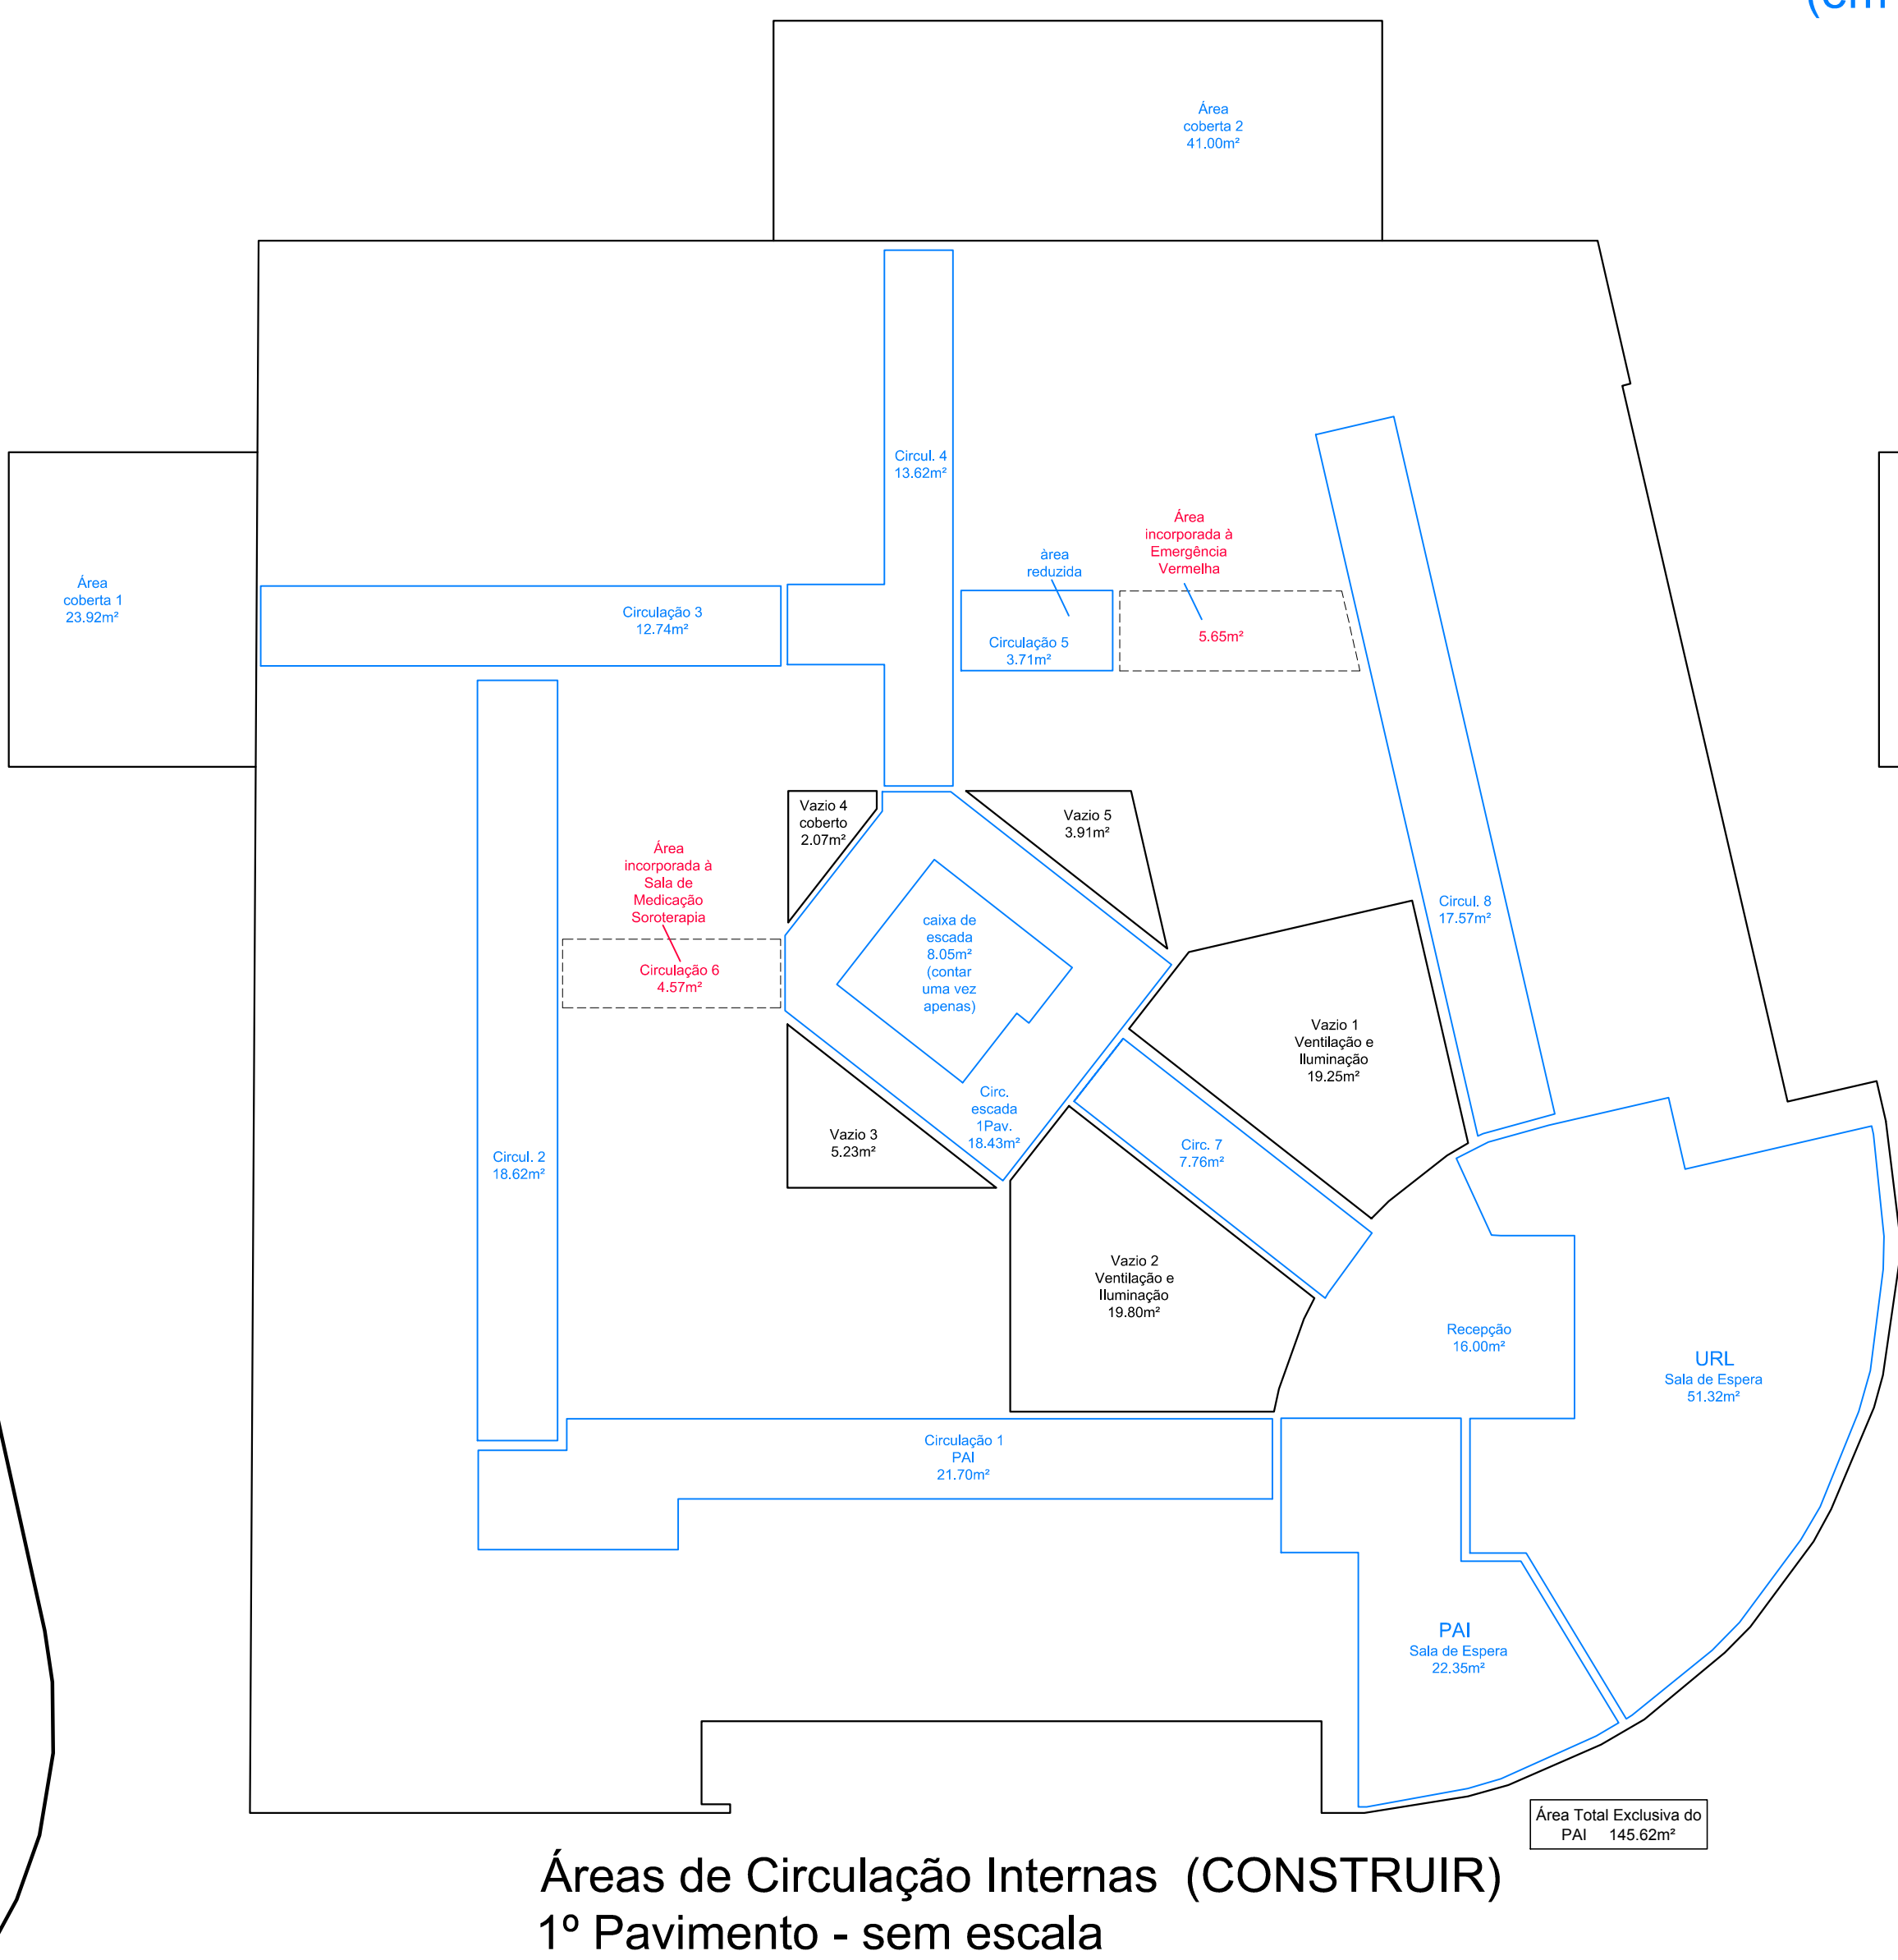 (em
Área
coberta 2
41.00m²
Circul. 4
13.62m²
Área
incorporada à
Emergência
Vermelha
5.65m²
àrea
reduzida
Circulação 5
3.71m²
Área
coberta 1
23.92m²
Circulação 3
12.74m²
Vazio 4
coberto
2.07m²
Vazio 5
3.91m²
Área
incorporada à
Sala de
Medicação
Soroterapia
Circulação 6
4.57m²
caixa de
escada
8.05m²
(contar
uma vez
apenas)
Circul. 8
17.57m²
Vazio 1
Ventilação e
Iluminação
19.25m²
Circ.
escada
1Pav.
18.43m²
Vazio 3
5.23m²
Circ. 7
7.76m²
Circul. 2
18.62m²
Vazio 2
Ventilação e
Iluminação
19.80m²
Recepção
16.00m²
URL
Sala de Espera
51.32m²
Circulação 1
PAI
21.70m²
PAI
Sala de Espera
22.35m²
Área Total Exclusiva do
PAI 145.62m²
Áreas de Circulação Internas (CONSTRUIR)
1º Pavimento - sem escala